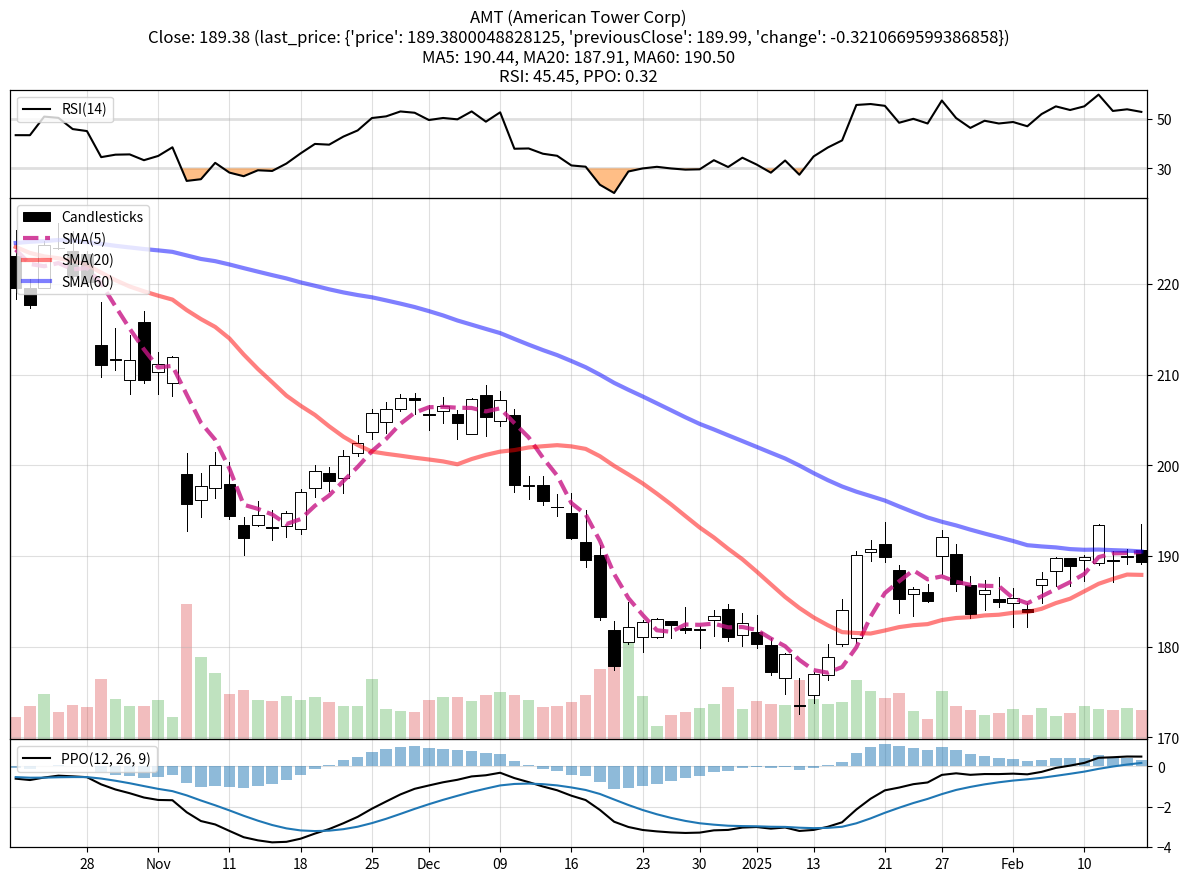 AMT (American Tower Corp)
Close: 189.38 (last_price: {'price': 189.3800048828125, 'previousClose': 189.99, 'change': -0.3210669599386858})
MA5: 190.44, MA20: 187.91, MA60: 190.50
RSI: 45.45, PPO: 0.32
RSI(14)
50
30
Candlesticks
SMA(5)
SMA(20)
SMA(60)
220
210
200
190
180
170
PPO(12, 26, 9)
0
−2
−4
28 Nov 11 18 25 Dec 09 16 23 30 2025 13 21 27 Feb 10